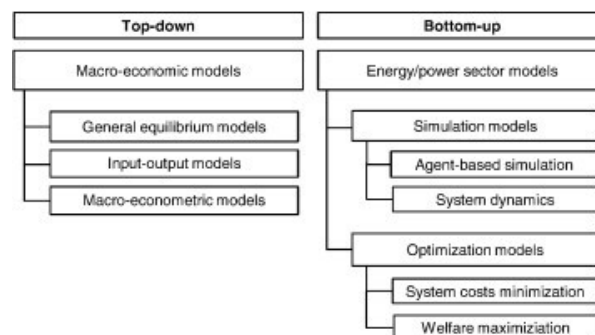 Top-down
Macro-economic models
General equilibrium models
Input-output models
Macro-econometric models
Bottom-up
Energy/power sector models
Simulation models
Agent-based simulation
System dynamics
Optimization models
System costs minimization
Welfare maximiziation